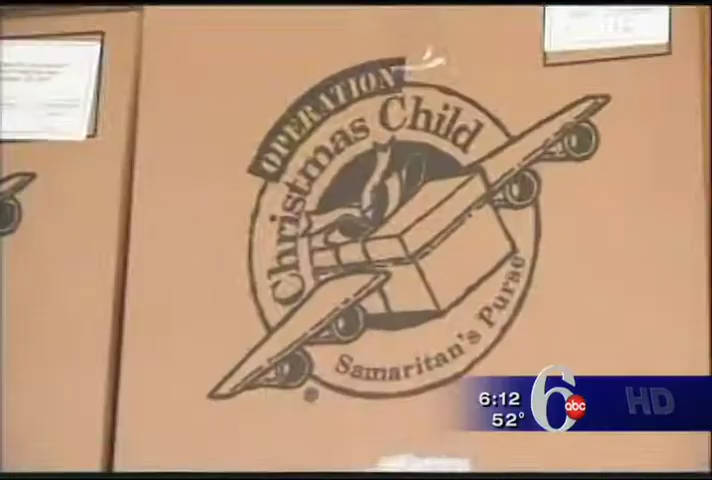 OPERATION
Christmas Child
Samaritan's Purse
®
6:12
52°
6
abc
HD